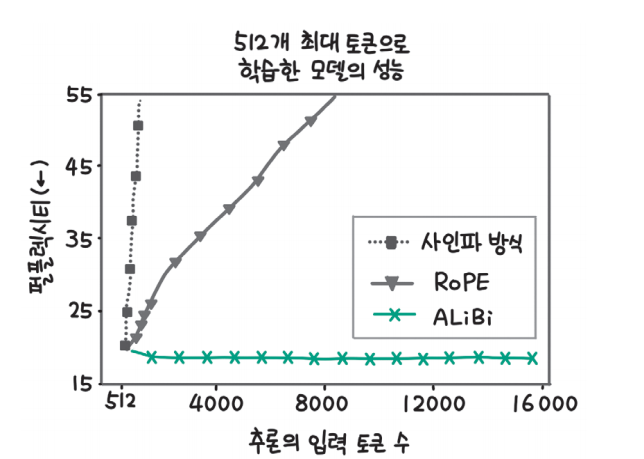 512개 최대 토큰으로
학습한 모델의 성능
55
45
35
25
15
펄플렉시티(←)
사인파 방식
RoPE
ALiBi
512
4000
8000
12000
16000
추론의 입력 토큰 수